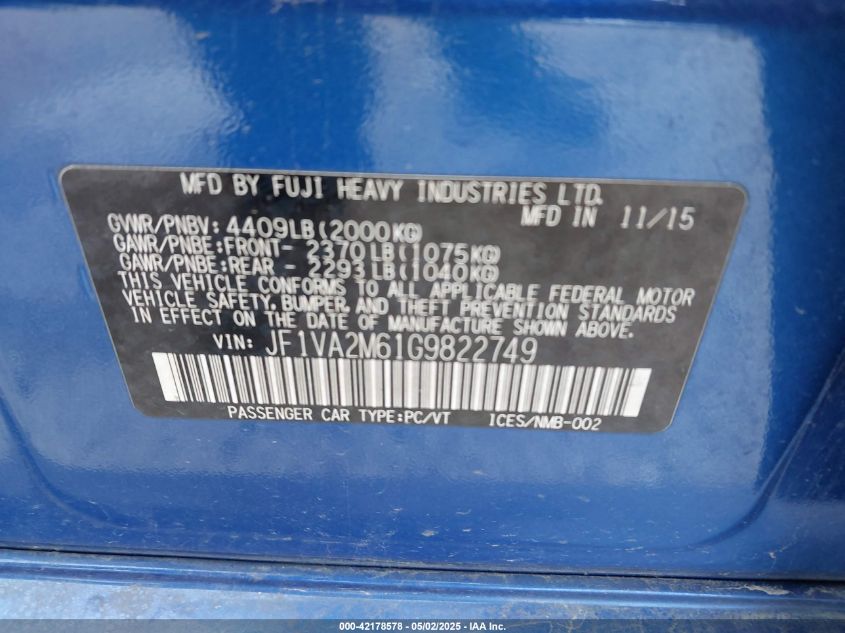 MFD BY FUJI HEAVY INDUSTRIES LTD.
MFD IN 11/15
GVWR/PNBV: 4409LB(2000KG)
GAWR/PNBE:FRONT- 2370LB(1075KG)
GAWR/PNBE:REAR - 2293LB(1040KG)
THIS VEHICLE CONFORMS TO ALL APPLICABLE FEDERAL MOTOR
VEHICLE SAFETY, BUMPER, AND THEFT PREVENTION STANDARDS
IN EFFECT ON THE DATE OF MANUFACTURE SHOWN ABOVE.
VIN: JF1VA2M61G9822749
PASSENGER CAR TYPE:PC/VT ICES/NMB-002
000-42178578 - 05/02/2025 - IAA Inc.